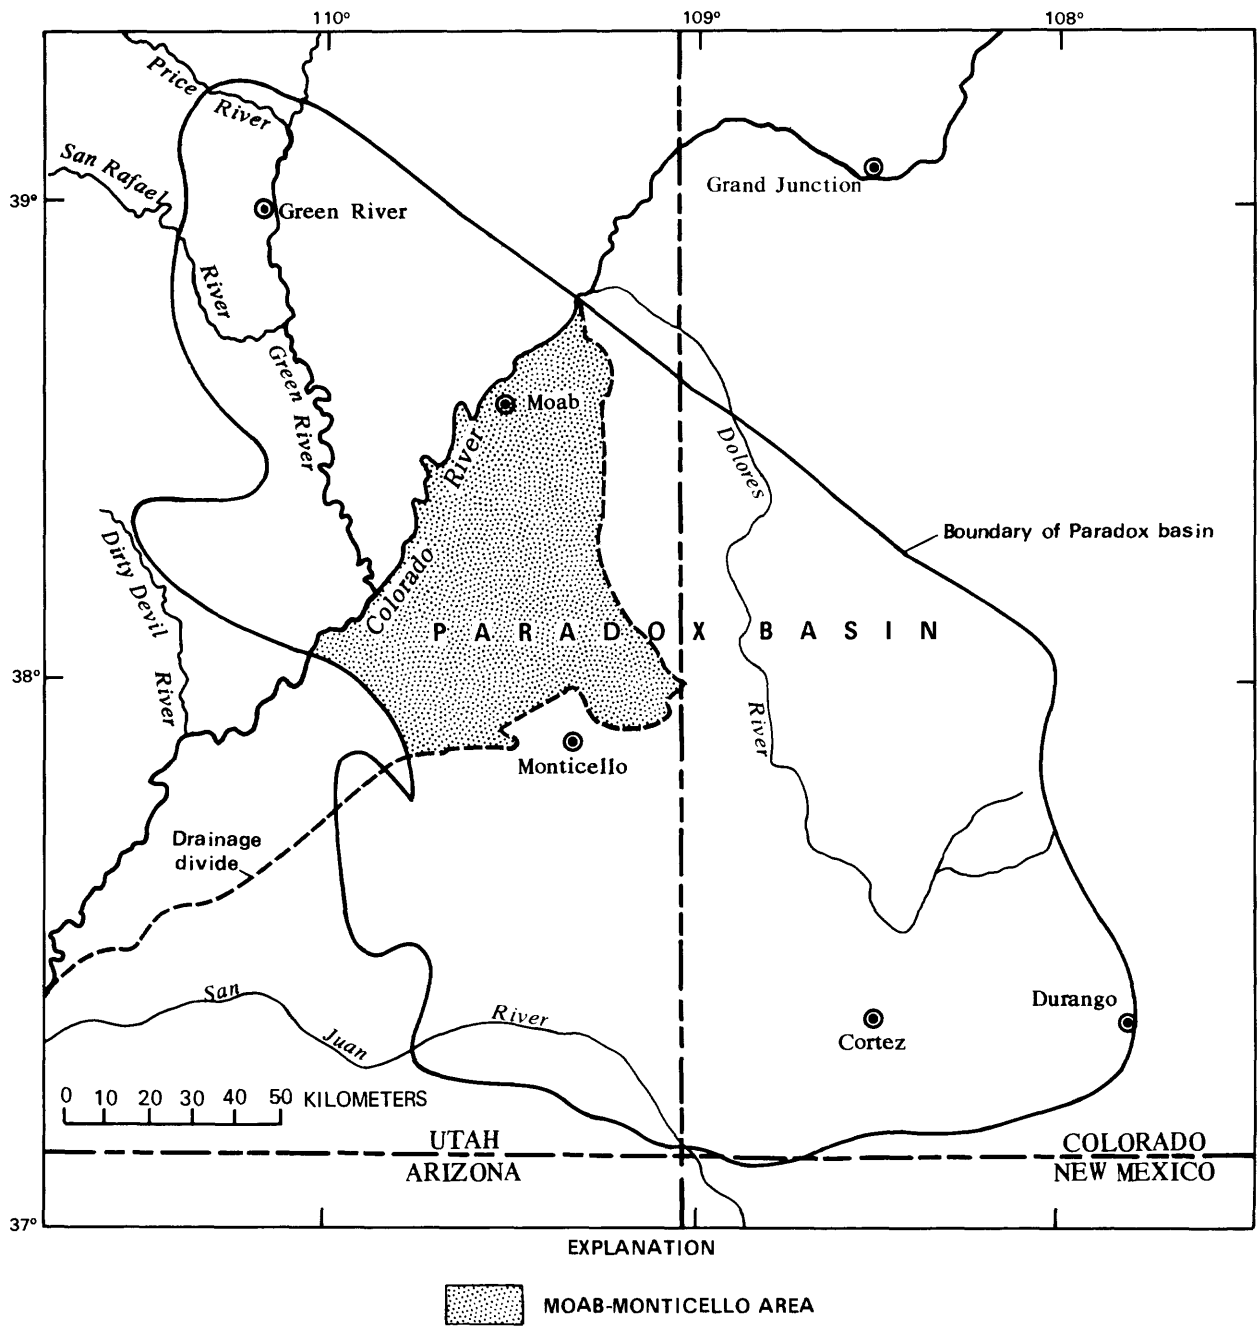 110°
109°
108°
Price
River
San Rafael
River
39°
Green River
Grand Junction
Green River
Moab
River
Colorado
Dolores
River
Boundary of Paradox basin
Dirty Devil
River
PARADOX BASIN
38°
Monticello
Drainage
divide
San
Juan
River
Durango
Cortez
0 10 20 30 40 50 KILOMETERS
UTAH
ARIZONA
COLORADO
NEW MEXICO
37°
EXPLANATION
MOAB-MONTICELLO AREA